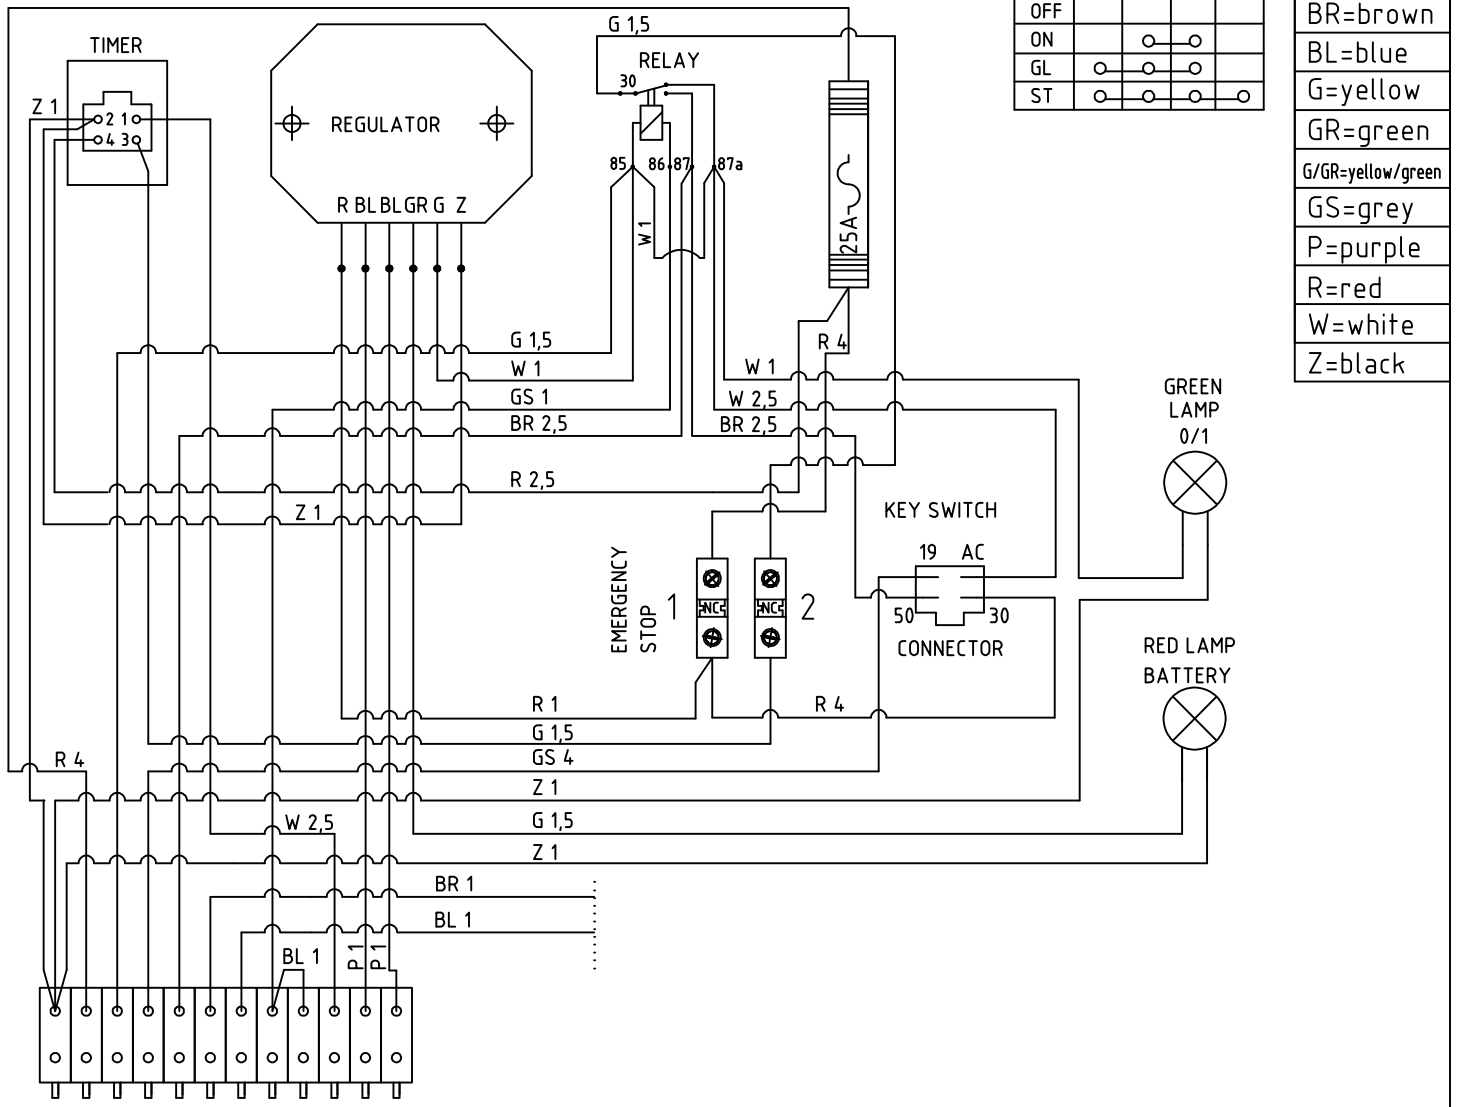 OFF
ON
GL
ST
BR=brown
BL=blue
G=yellow
GR=green
G/GR=yellow/green
GS=grey
P=purple
R=red
W=white
Z=black
TIMER
Z 1
2 1
4 3
REGULATOR
R BL BL GR G Z
G 1,5
RELAY
30
85 86 87 87a
W 1
25A
R 4
G 1,5
W 1
GS 1
BR 2,5
R 2,5
Z 1
W 1
W 2,5
BR 2,5
GREEN
LAMP
0/1
KEY SWITCH
19 AC
50 30
CONNECTOR
EMERGENCY
STOP
1
NC
NC
2
RED LAMP
BATTERY
R 1
R 4
G 1,5
R 4
GS 4
Z 1
W 2,5
G 1,5
Z 1
BR 1
BL 1
BL 1
P 1
P 1